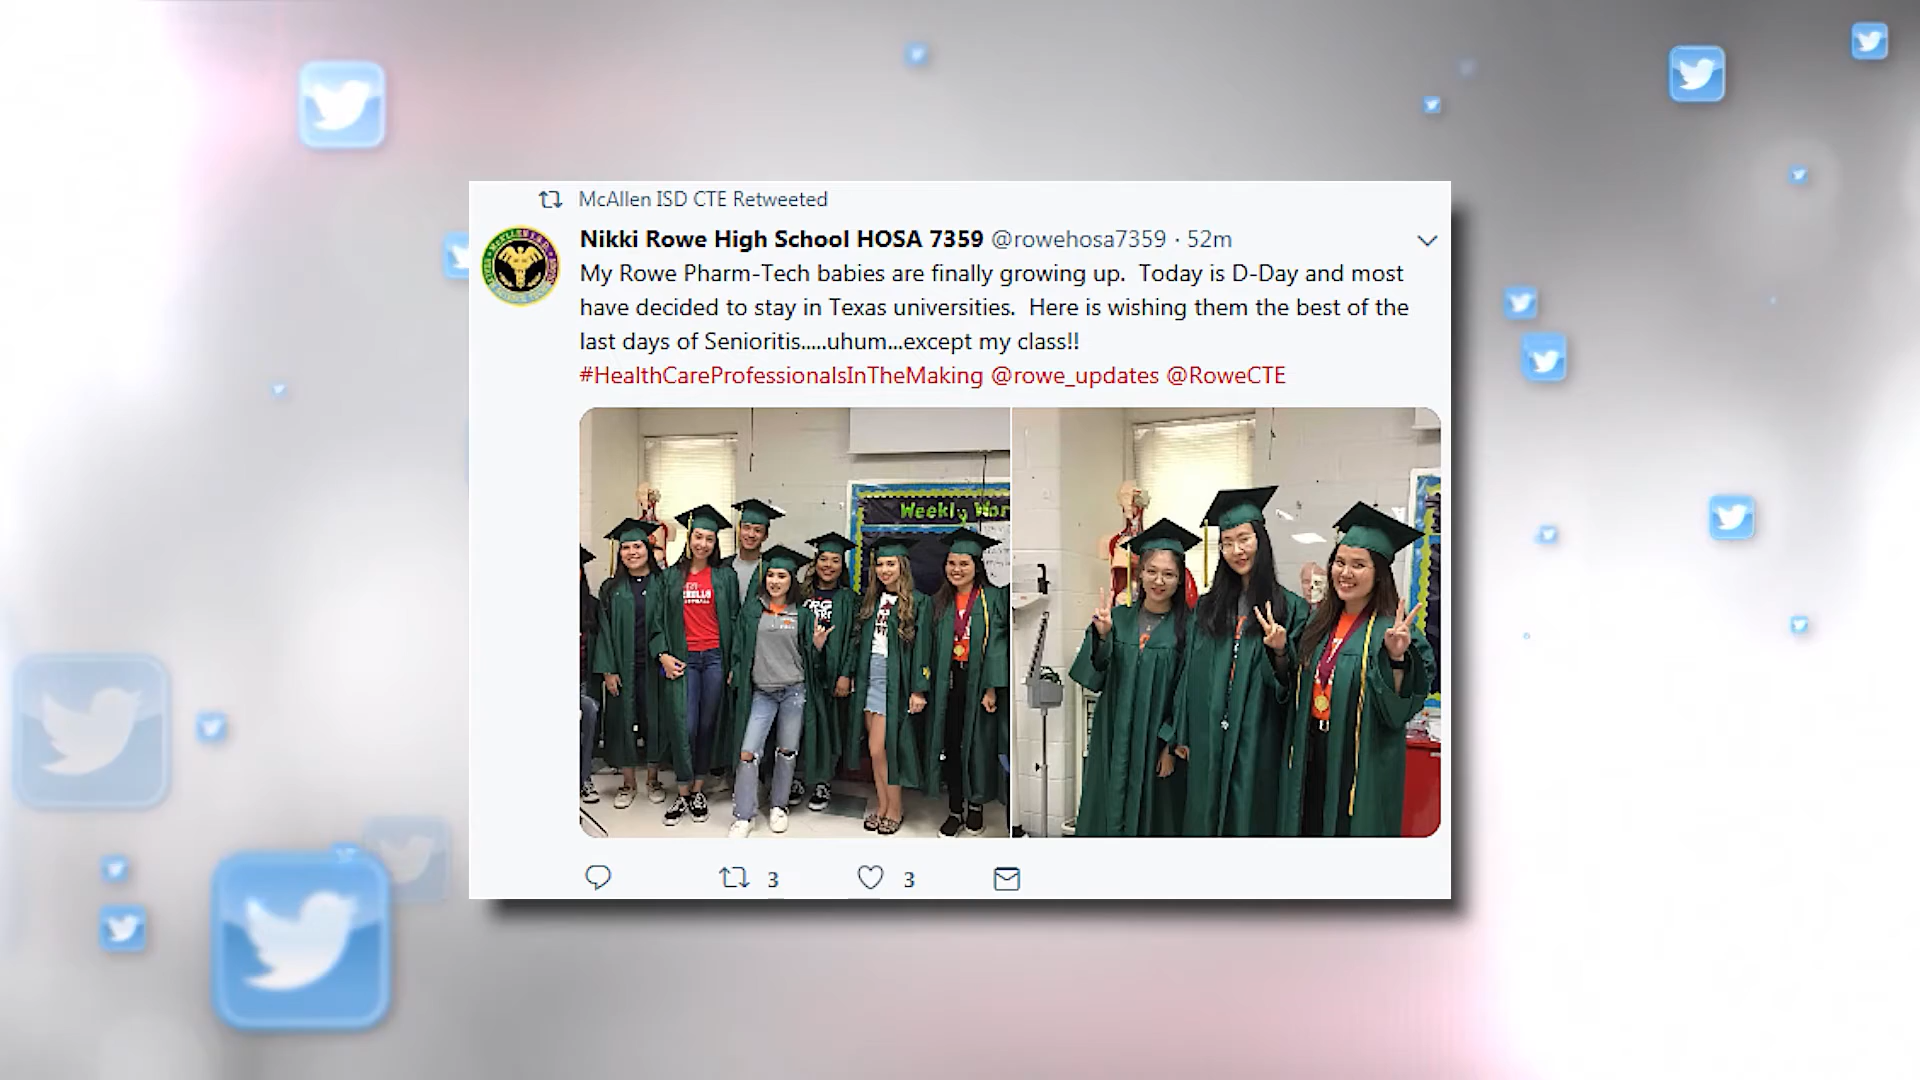 McAllen ISD CTE Retweeted
Nikki Rowe High School HOSA 7359 @rowehosa7359 · 52m
My Rowe Pharm-Tech babies are finally growing up.  Today is D-Day and most
have decided to stay in Texas universities.  Here is wishing them the best of the
last days of Senioritis.....uhum...except my class!!
#HealthCareProfessionalsInTheMaking @rowe_updates @RoweCTE
Weekly Wor
3 3